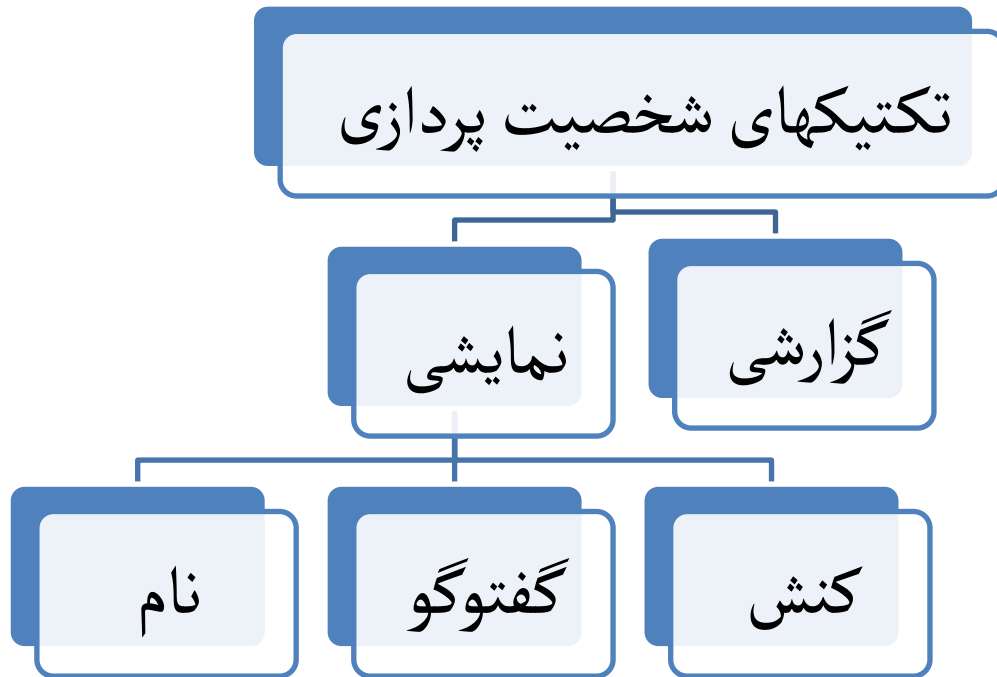 تکتیکهای شخصیت پردازی
گزارشی
نمایشی
کنش
گفتوگو
نام